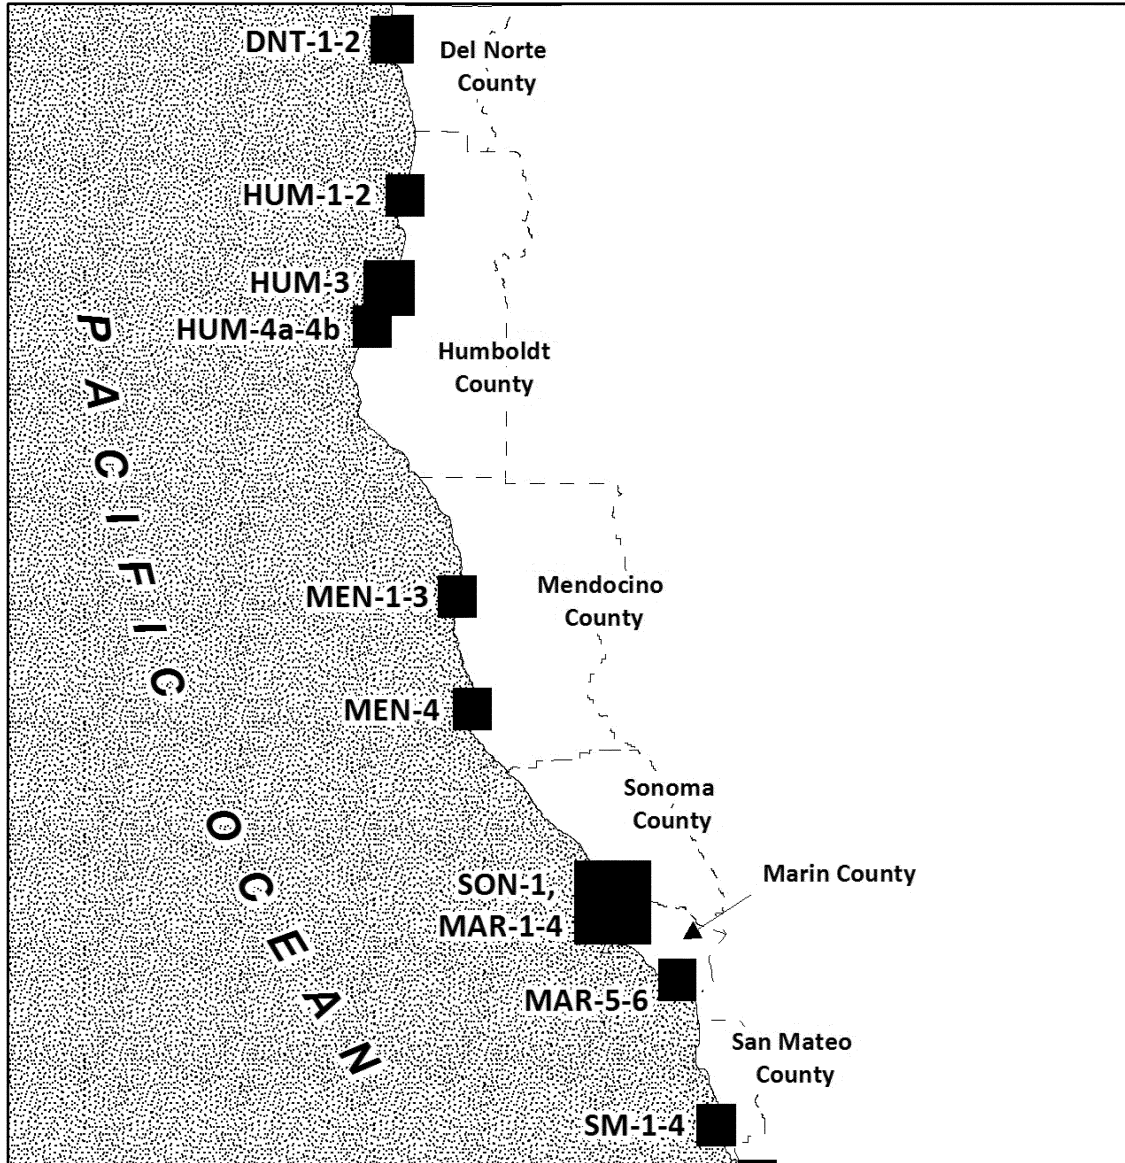 DNT-1-2
Del Norte
County
HUM-1-2
HUM-3
HUM-4a-4b
Humboldt
County
PACIFIC OCEAN
MEN-1-3
Mendocino
County
MEN-4
Sonoma
County
SON-1,
MAR-1-4
Marin County
MAR-5-6
San Mateo
County
SM-1-4